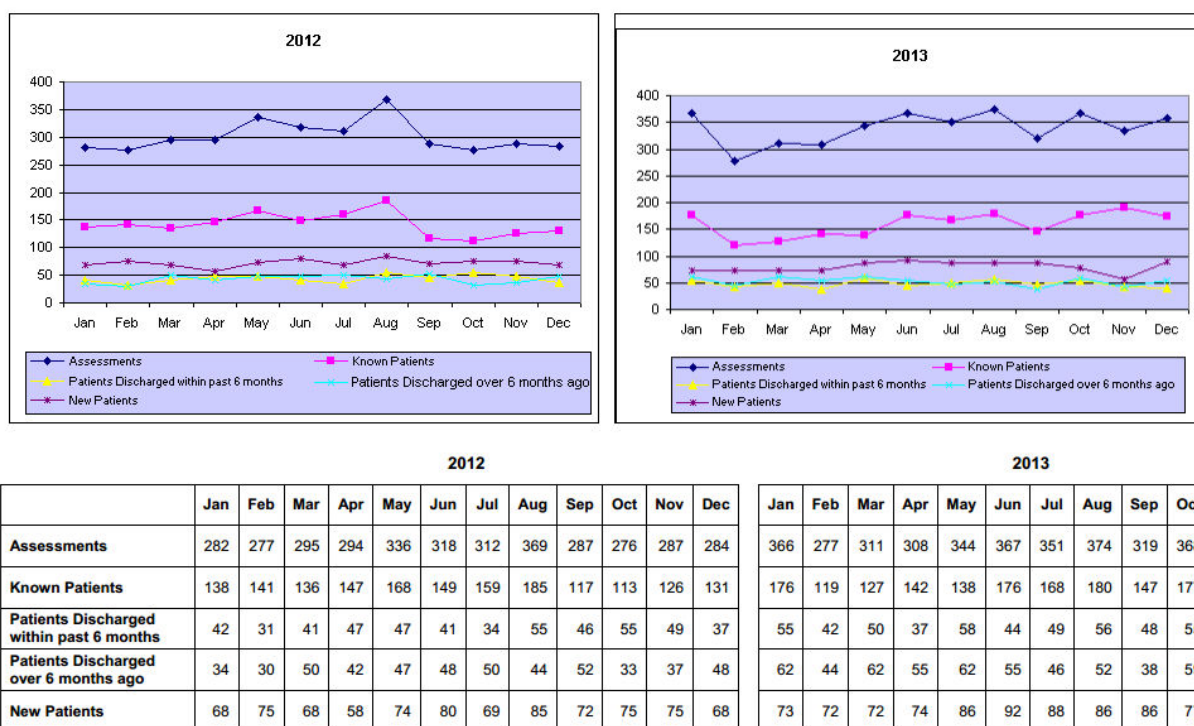 2012
400
350
300
250
200
150
100
50
0
Jan Feb Mar Apr May Jun Jul Aug Sep Oct Nov Dec
Assessments Known Patients
Patients Discharged within past 6 months Patients Discharged over 6 months ago
New Patients
2013
400
350
300
250
200
150
100
50
0
Jan Feb Mar Apr May Jun Jul Aug Sep Oct Nov Dec
Assessments Known Patients
Patients Discharged within past 6 months Patients Discharged over 6 months ago
New Patients
2012 2013
Jan Feb Mar Apr May Jun Jul Aug Sep Oct Nov Dec Jan Feb Mar Apr May Jun Jul Aug Sep
Assessments 282 277 295 294 336 318 312 369 287 276 287 284 366 277 311 308 344 367 351 374 319
Known Patients 138 141 136 147 168 149 159 185 117 113 126 131 176 119 127 142 138 176 168 180 147
Patients Discharged
within past 6 months 42 31 41 47 47 41 34 55 46 55 49 37 55 42 50 37 58 44 49 56 48
Patients Discharged
over 6 months ago 34 30 50 42 47 48 50 44 52 33 37 48 62 44 62 55 62 55 46 52 38
New Patients 68 75 68 58 74 80 69 85 72 75 75 68 73 72 72 74 86 92 88 86 86